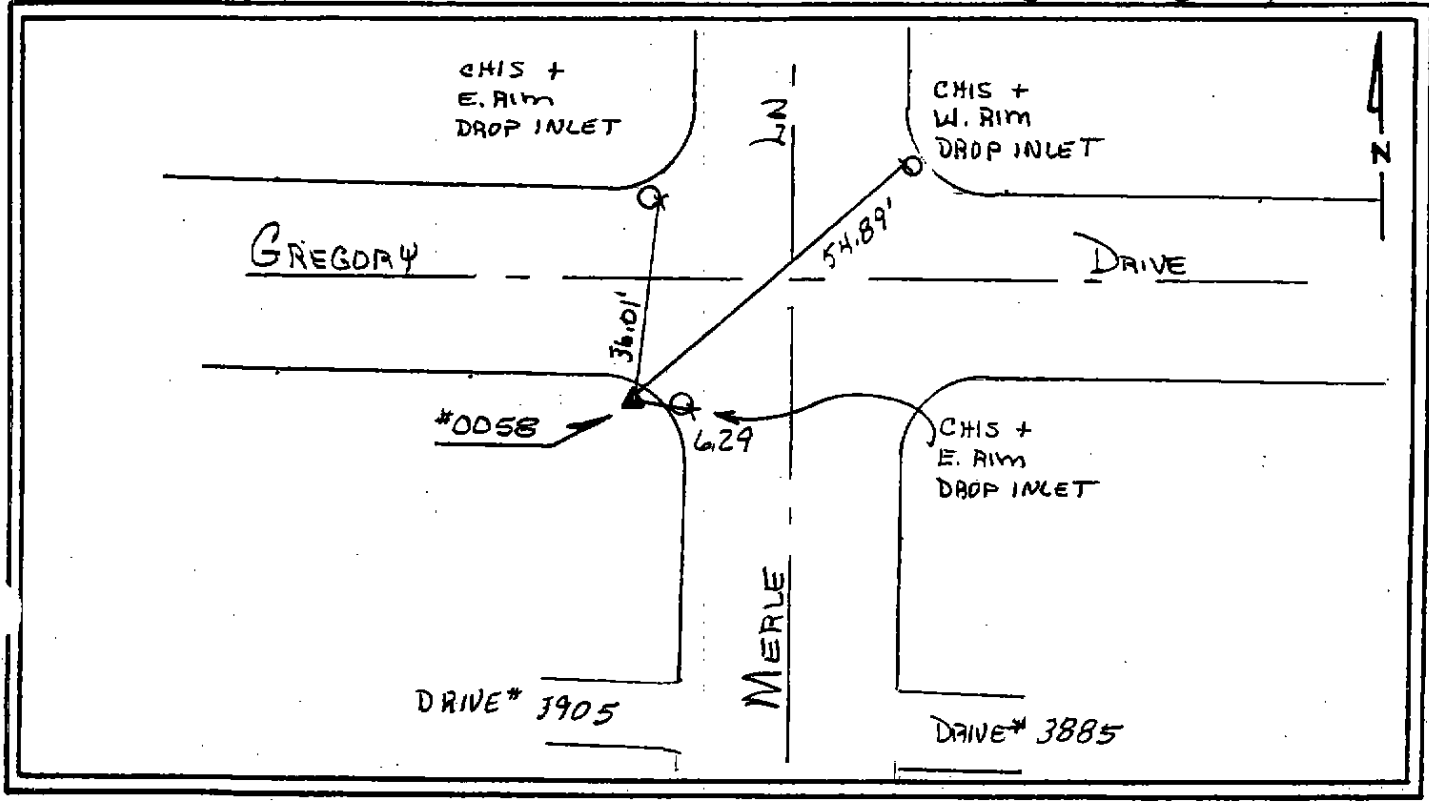 CHIS +
E. RIM
DROP INLET
LN
CHIS +
W. RIM
DROP INLET
N
GREGORY
DRIVE
54.89'
36.01'
#0058
6.29
CHIS +
E. RIM
DROP INLET
MERLE
DRIVE# 3905
DRIVE# 3885